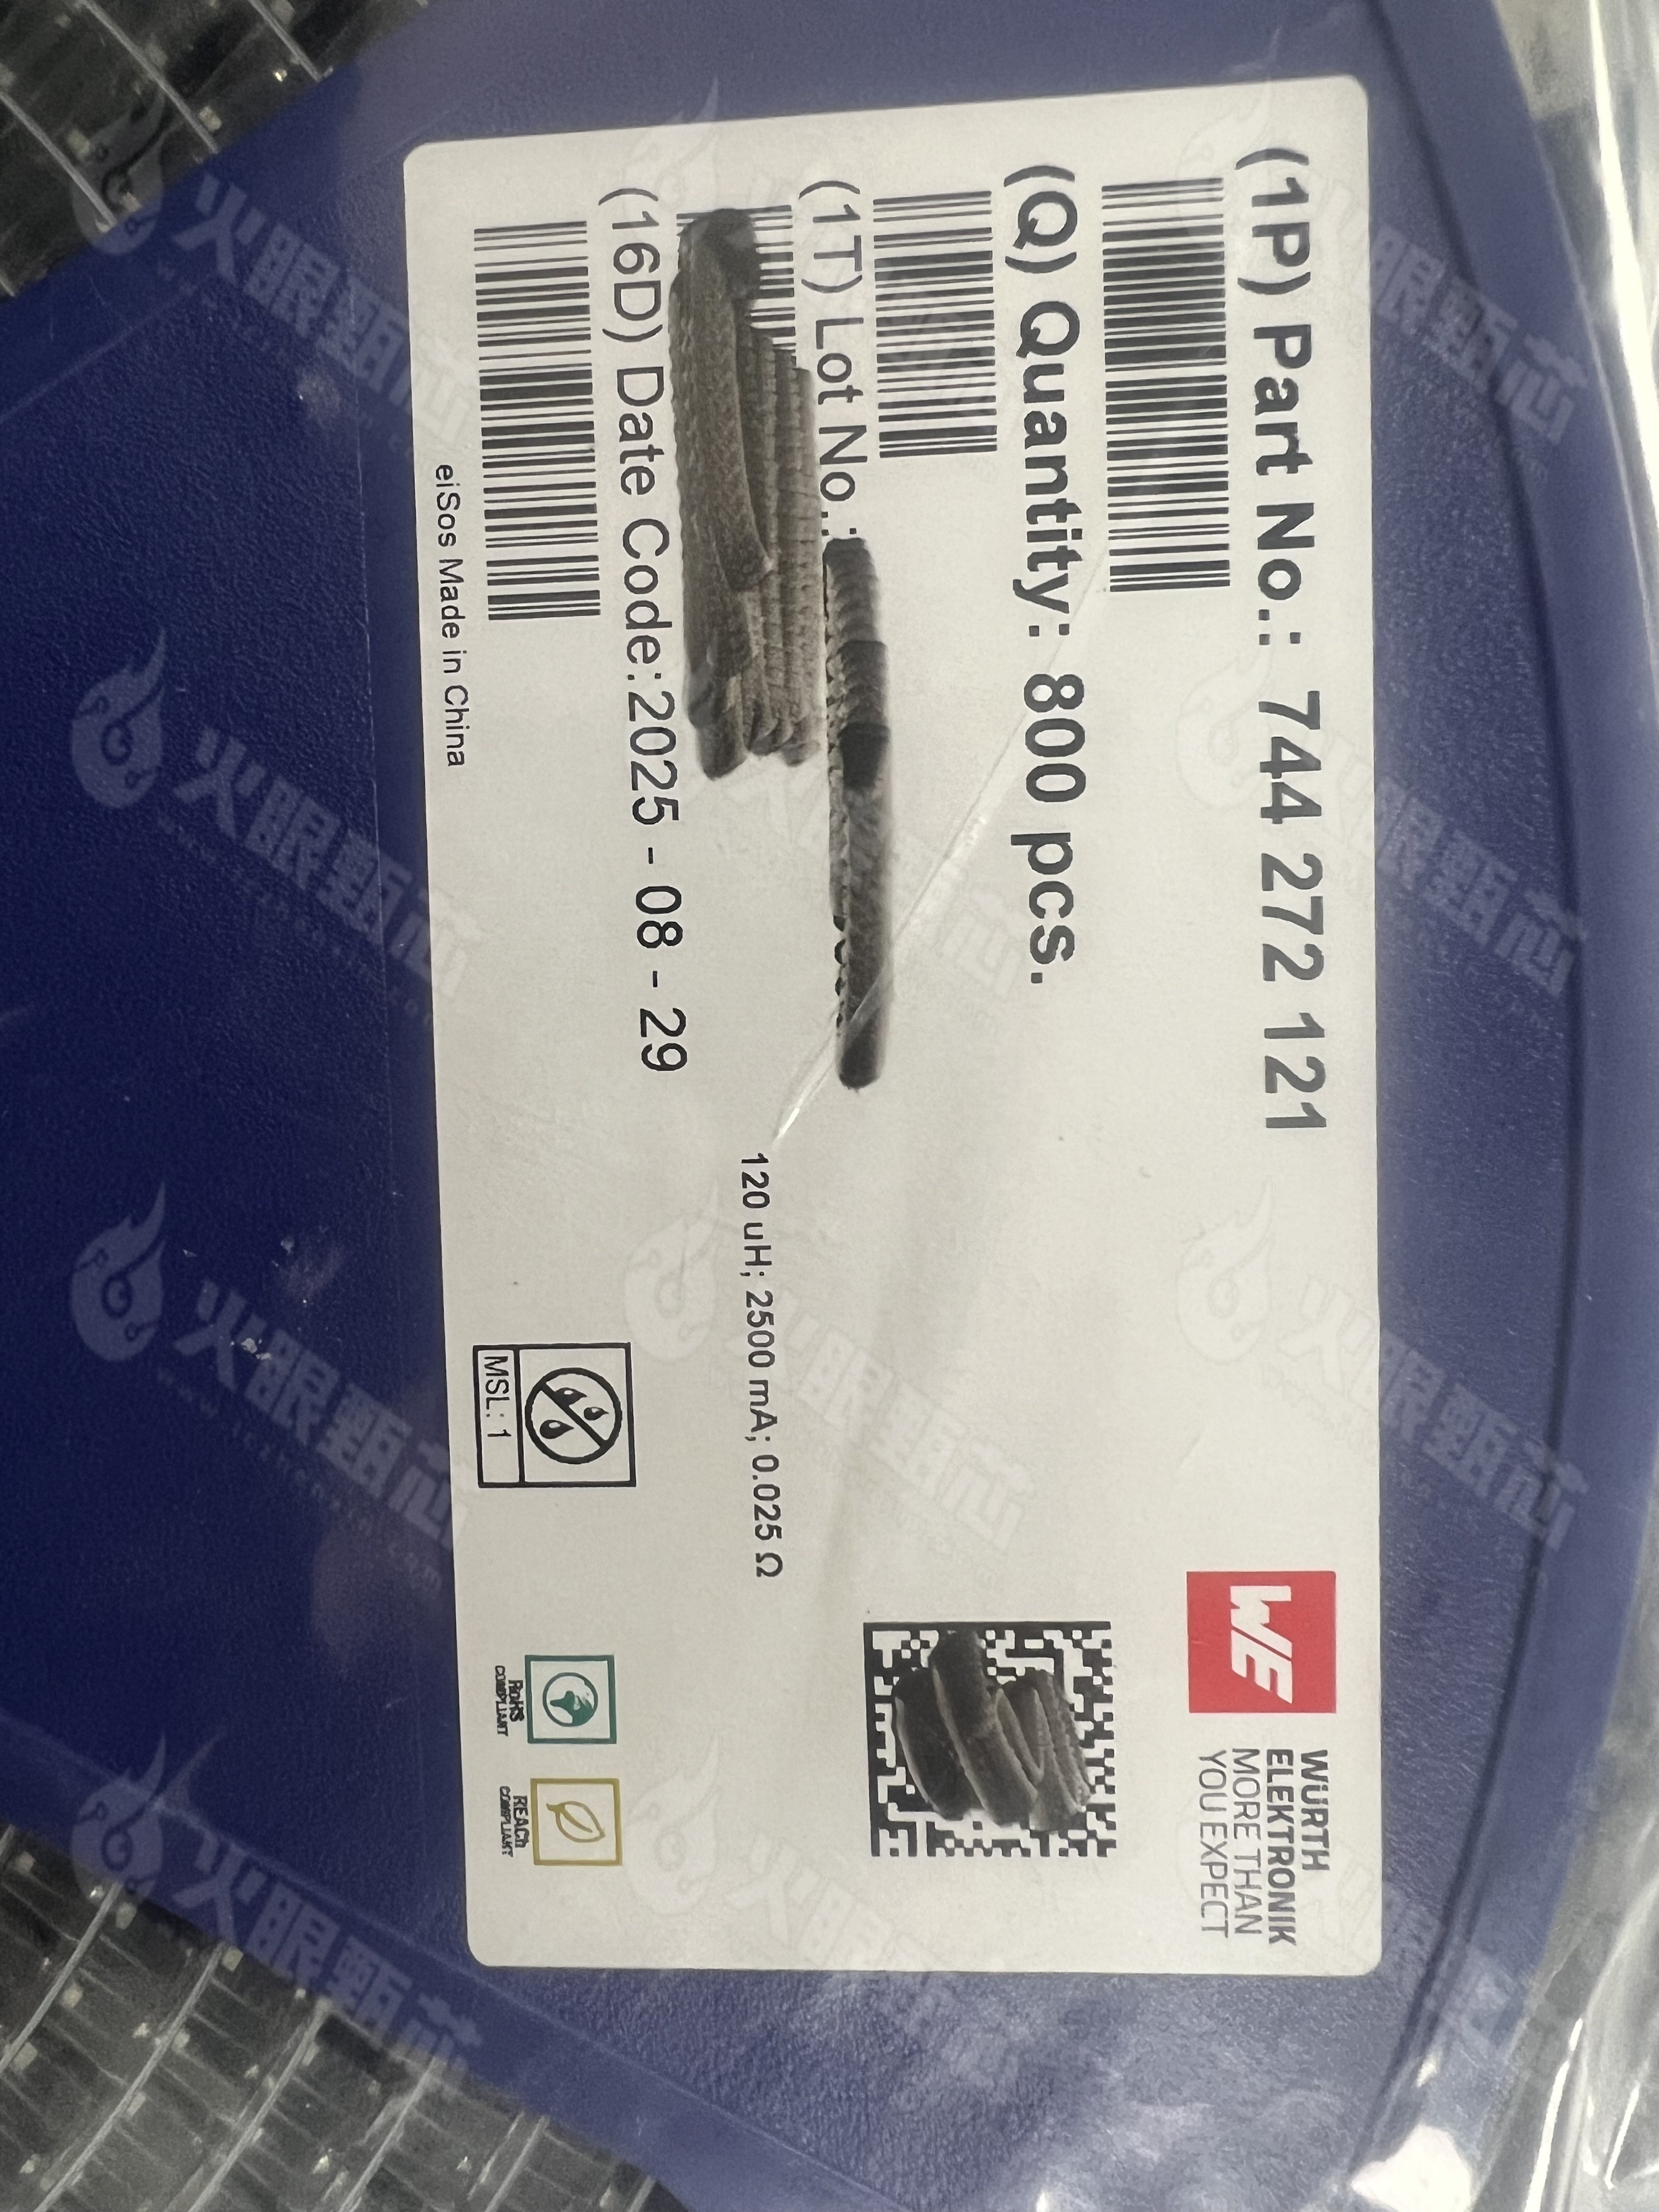 (1P) Part No.: 744 272 121
(Q) Quantity: 800 pcs.
(1T) Lot No.:
(16D) Date Code:2025 - 08 - 29
eiSos Made in China
120 uH; 2500 mA; 0.025 Ω
MSL: 1
WE
WÜRTH
ELEKTRONIK
MORE THAN
YOU EXPECT
RoHS
COMPLIANT
REACh
COMPLIANT
火眼甄芯